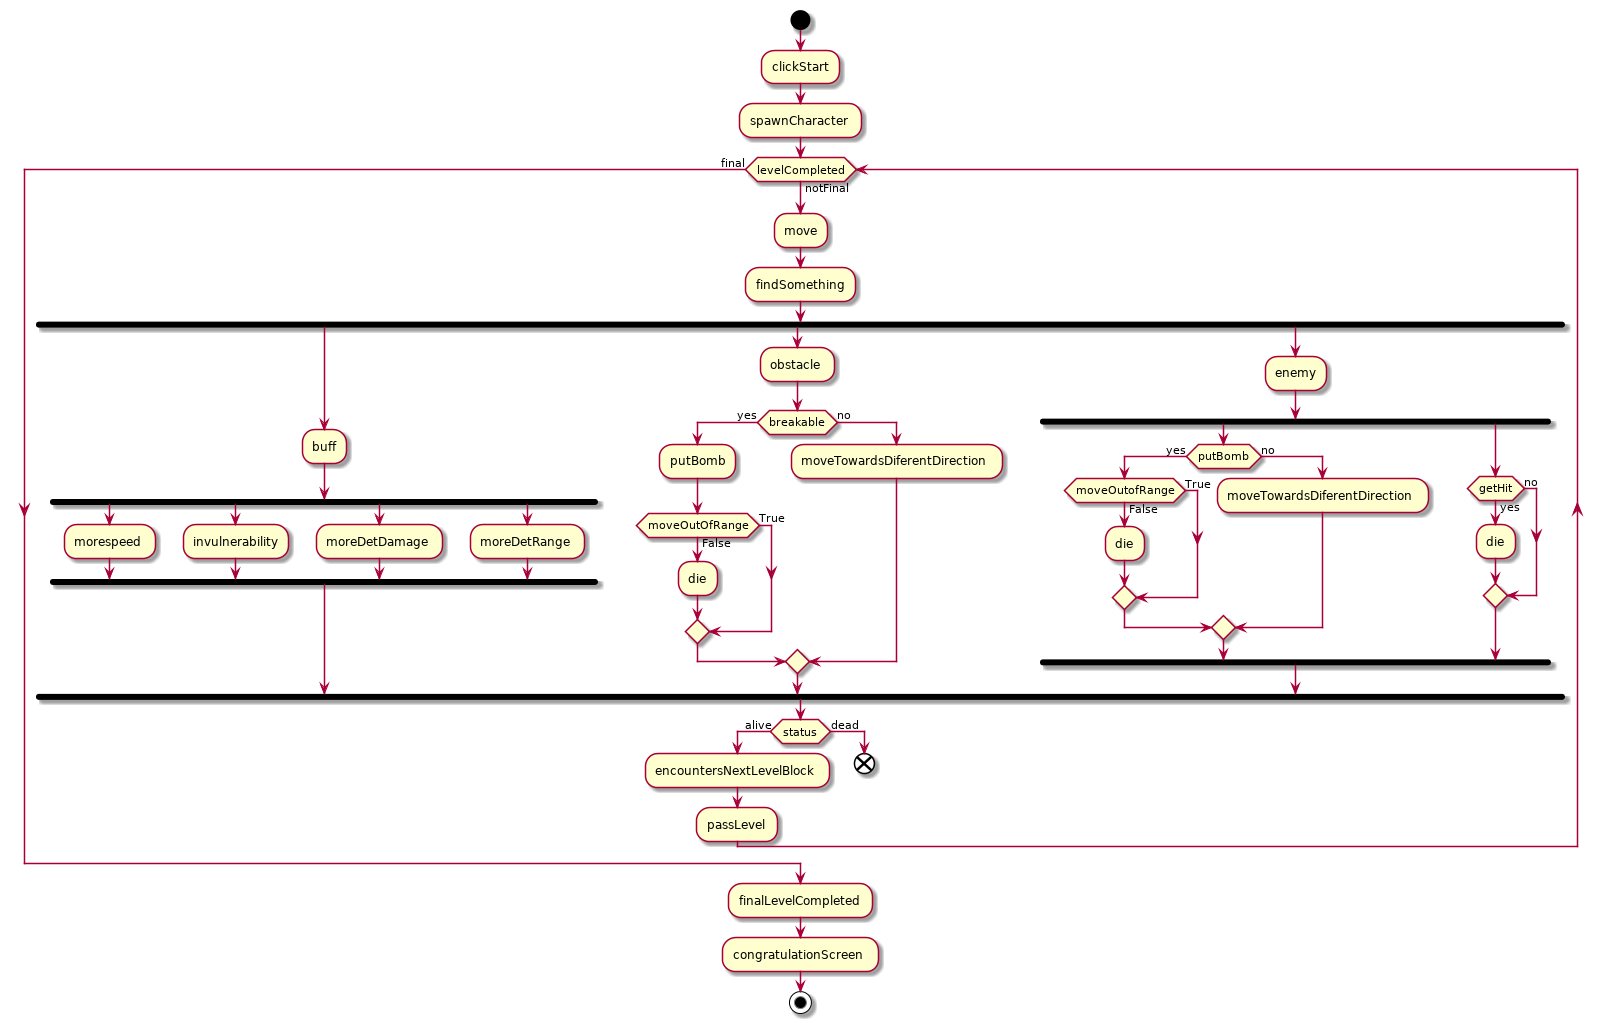 clickStart
spawnCharacter
final
levelCompleted
notFinal
move
findSomething
buff
morespeed
invulnerability
moreDetDamage
moreDetRange
obstacle
yes
breakable
no
putBomb
moveTowardsDiferentDirection
moveOutOfRange
True
False
die
enemy
yes
putBomb
no
moveOutofRange
True
False
die
moveTowardsDiferentDirection
getHit
no
yes
die
alive
status
dead
encountersNextLevelBlock
passLevel
finalLevelCompleted
congratulationScreen